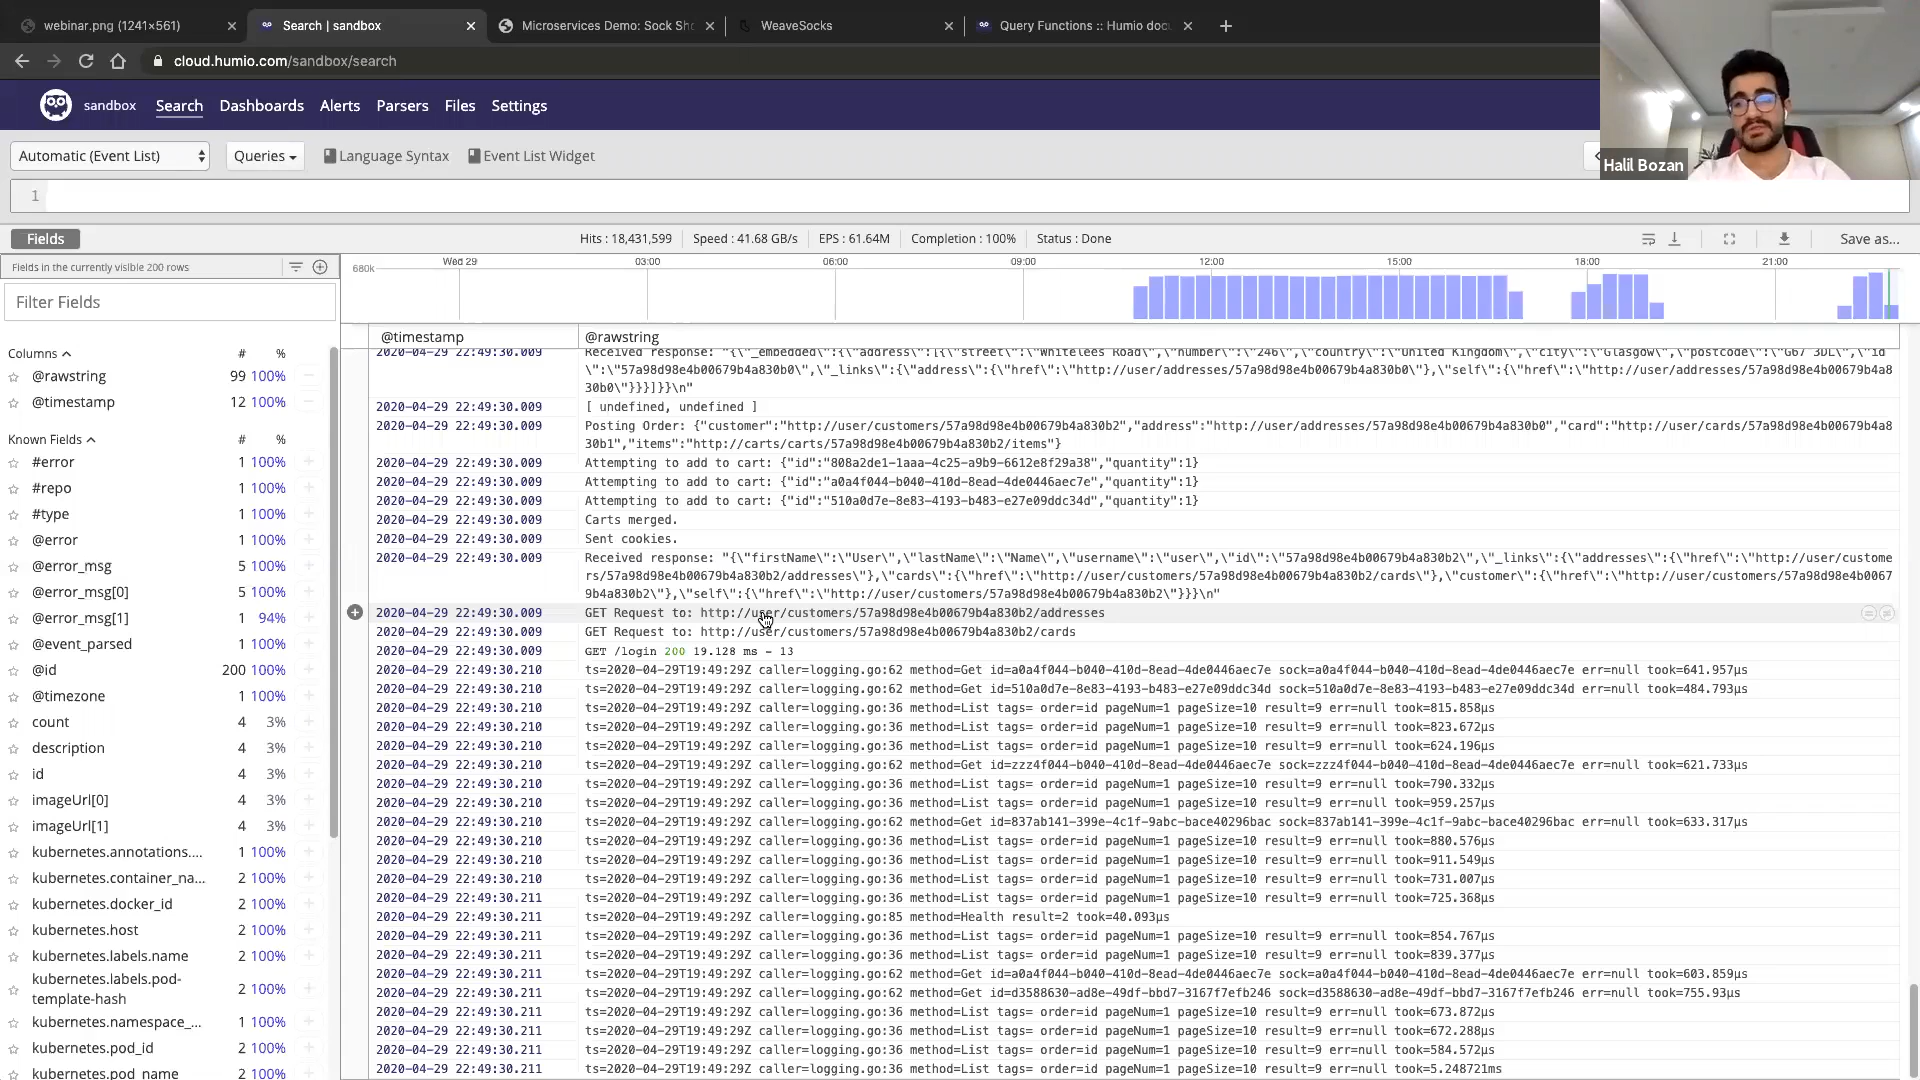 webinar.png (1241×561)
Search | sandbox
Microservices Demo: Sock Sh
WeaveSocks
Query Functions :: Humio doc
cloud.humio.com/sandbox/search
sandbox Search Dashboards Alerts Parsers Files Settings
Halil Bozan
Automatic (Event List) Queries Language Syntax Event List Widget
1
Fields
Hits : 18,431,599 Speed : 41.68 GB/s EPS : 61.64M Completion : 100% Status : Done
Save as...
Fields in the currently visible 200 rows
Filter Fields
680k
Wed 29 03:00 06:00 09:00 12:00 15:00 18:00 21:00
Columns # %
@rawstring 99 100%
@timestamp 12 100%
Known Fields # %
#error 1 100%
#repo 1 100%
#type 1 100%
@error 1 100%
@error_msg 5 100%
@error_msg[0] 5 100%
@error_msg[1] 1 94%
@event_parsed 1 100%
@id 200 100%
@timezone 1 100%
count 4 3%
description 4 3%
id 4 3%
imageUrl[0] 4 3%
imageUrl[1] 4 3%
kubernetes.annotations.... 1 100%
kubernetes.container_na... 2 100%
kubernetes.docker_id 2 100%
kubernetes.host 2 100%
kubernetes.labels.name 2 100%
kubernetes.labels.pod-
template-hash 2 100%
kubernetes.namespace_... 1 100%
kubernetes.pod_id 2 100%
kubernetes.pod_name 2 100%
@timestamp @rawstring
2020-04-29 22:49:30.009 Received response: "{\"_embedded\":{\"address\":[{\"street\":\"Whitelees Road\",\"number\":\"246\",\"country\":\"United Kingdom\",\"city\":\"Glasgow\",\"postcode\":\"G67 3DL\",\"id
\":\"57a98d98e4b00679b4a830b0\",\"_links\":{\"address\":{\"href\":\"http://user/addresses/57a98d98e4b00679b4a830b0\"},\"self\":{\"href\":\"http://user/addresses/57a98d98e4b00679b4a8
30b0\"}}}]}}\n"
2020-04-29 22:49:30.009 [ undefined, undefined ]
2020-04-29 22:49:30.009 Posting Order: {"customer":"http://user/customers/57a98d98e4b00679b4a830b2","address":"http://user/addresses/57a98d98e4b00679b4a830b0","card":"http://user/cards/57a98d98e4b00679b4a8
30b1","items":"http://carts/carts/57a98d98e4b00679b4a830b2/items"}
2020-04-29 22:49:30.009 Attempting to add to cart: {"id":"808a2de1-1aaa-4c25-a9b9-6612e8f29a38","quantity":1}
2020-04-29 22:49:30.009 Attempting to add to cart: {"id":"a0a4f044-b040-410d-8ead-4de0446aec7e","quantity":1}
2020-04-29 22:49:30.009 Attempting to add to cart: {"id":"510a0d7e-8e83-4193-b483-e27e09ddc34d","quantity":1}
2020-04-29 22:49:30.009 Carts merged.
2020-04-29 22:49:30.009 Sent cookies.
2020-04-29 22:49:30.009 Received response: "{\"firstName\":\"User\",\"lastName\":\"Name\",\"username\":\"user\",\"id\":\"57a98d98e4b00679b4a830b2\",\"_links\":{\"addresses\":{\"href\":\"http://user/custome
rs/57a98d98e4b00679b4a830b2/addresses\"},\"cards\":{\"href\":\"http://user/customers/57a98d98e4b00679b4a830b2/cards\"},\"customer\":{\"href\":\"http://user/customers/57a98d98e4b0067
9b4a830b2\"},\"self\":{\"href\":\"http://user/customers/57a98d98e4b00679b4a830b2\"}}}\n"
2020-04-29 22:49:30.009 GET Request to: http://user/customers/57a98d98e4b00679b4a830b2/addresses
2020-04-29 22:49:30.009 GET Request to: http://user/customers/57a98d98e4b00679b4a830b2/cards
2020-04-29 22:49:30.009 GET /login 200 19.128 ms - 13
2020-04-29 22:49:30.210 ts=2020-04-29T19:49:29Z caller=logging.go:62 method=Get id=a0a4f044-b040-410d-8ead-4de0446aec7e sock=a0a4f044-b040-410d-8ead-4de0446aec7e err=null took=641.957µs
2020-04-29 22:49:30.210 ts=2020-04-29T19:49:29Z caller=logging.go:62 method=Get id=510a0d7e-8e83-4193-b483-e27e09ddc34d sock=510a0d7e-8e83-4193-b483-e27e09ddc34d err=null took=484.793µs
2020-04-29 22:49:30.210 ts=2020-04-29T19:49:29Z caller=logging.go:36 method=List tags= order=id pageNum=1 pageSize=10 result=9 err=null took=815.858µs
2020-04-29 22:49:30.210 ts=2020-04-29T19:49:29Z caller=logging.go:36 method=List tags= order=id pageNum=1 pageSize=10 result=9 err=null took=823.672µs
2020-04-29 22:49:30.210 ts=2020-04-29T19:49:29Z caller=logging.go:36 method=List tags= order=id pageNum=1 pageSize=10 result=9 err=null took=624.196µs
2020-04-29 22:49:30.210 ts=2020-04-29T19:49:29Z caller=logging.go:62 method=Get id=zzz4f044-b040-410d-8ead-4de0446aec7e sock=zzz4f044-b040-410d-8ead-4de0446aec7e err=null took=621.733µs
2020-04-29 22:49:30.210 ts=2020-04-29T19:49:29Z caller=logging.go:36 method=List tags= order=id pageNum=1 pageSize=10 result=9 err=null took=790.332µs
2020-04-29 22:49:30.210 ts=2020-04-29T19:49:29Z caller=logging.go:36 method=List tags= order=id pageNum=1 pageSize=10 result=9 err=null took=959.257µs
2020-04-29 22:49:30.210 ts=2020-04-29T19:49:29Z caller=logging.go:62 method=Get id=837ab141-399e-4c1f-9abc-bace40296bac sock=837ab141-399e-4c1f-9abc-bace40296bac err=null took=633.317µs
2020-04-29 22:49:30.210 ts=2020-04-29T19:49:29Z caller=logging.go:36 method=List tags= order=id pageNum=1 pageSize=10 result=9 err=null took=880.576µs
2020-04-29 22:49:30.210 ts=2020-04-29T19:49:29Z caller=logging.go:36 method=List tags= order=id pageNum=1 pageSize=10 result=9 err=null took=911.549µs
2020-04-29 22:49:30.210 ts=2020-04-29T19:49:29Z caller=logging.go:36 method=List tags= order=id pageNum=1 pageSize=10 result=9 err=null took=731.007µs
2020-04-29 22:49:30.211 ts=2020-04-29T19:49:29Z caller=logging.go:36 method=List tags= order=id pageNum=1 pageSize=10 result=9 err=null took=725.368µs
2020-04-29 22:49:30.211 ts=2020-04-29T19:49:29Z caller=logging.go:85 method=Health result=2 took=40.093µs
2020-04-29 22:49:30.211 ts=2020-04-29T19:49:29Z caller=logging.go:36 method=List tags= order=id pageNum=1 pageSize=10 result=9 err=null took=854.767µs
2020-04-29 22:49:30.211 ts=2020-04-29T19:49:29Z caller=logging.go:36 method=List tags= order=id pageNum=1 pageSize=10 result=9 err=null took=839.377µs
2020-04-29 22:49:30.211 ts=2020-04-29T19:49:29Z caller=logging.go:62 method=Get id=a0a4f044-b040-410d-8ead-4de0446aec7e sock=a0a4f044-b040-410d-8ead-4de0446aec7e err=null took=603.859µs
2020-04-29 22:49:30.211 ts=2020-04-29T19:49:29Z caller=logging.go:62 method=Get id=d3588630-ad8e-49df-bbd7-3167f7efb246 sock=d3588630-ad8e-49df-bbd7-3167f7efb246 err=null took=755.93µs
2020-04-29 22:49:30.211 ts=2020-04-29T19:49:29Z caller=logging.go:36 method=List tags= order=id pageNum=1 pageSize=10 result=9 err=null took=673.872µs
2020-04-29 22:49:30.211 ts=2020-04-29T19:49:29Z caller=logging.go:36 method=List tags= order=id pageNum=1 pageSize=10 result=9 err=null took=672.288µs
2020-04-29 22:49:30.211 ts=2020-04-29T19:49:29Z caller=logging.go:36 method=List tags= order=id pageNum=1 pageSize=10 result=9 err=null took=584.572µs
2020-04-29 22:49:30.211 ts=2020-04-29T19:49:29Z caller=logging.go:36 method=List tags= order=id pageNum=1 pageSize=10 result=9 err=null took=5.248721ms